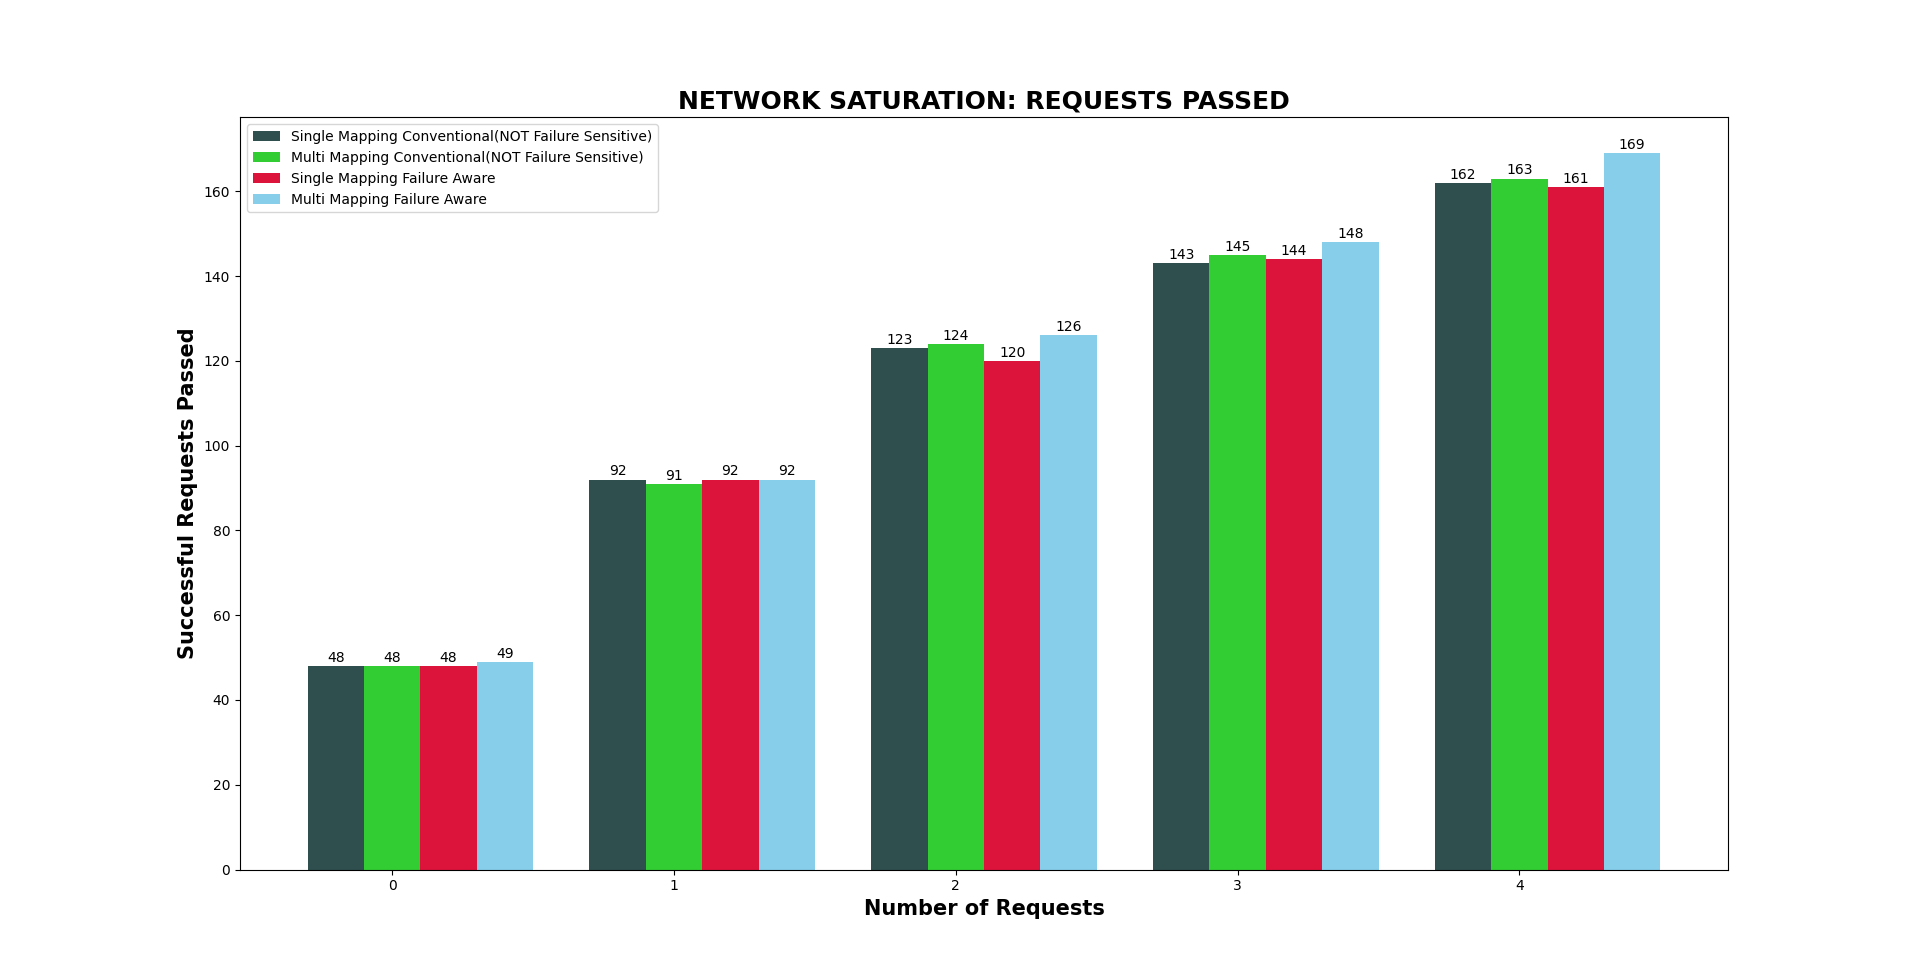 NETWORK SATURATION: REQUESTS PASSED
Single Mapping Conventional(NOT Failure Sensitive)
Multi Mapping Conventional(NOT Failure Sensitive)
Single Mapping Failure Aware
Multi Mapping Failure Aware
Successful Requests Passed
160
140
120
100
80
60
40
20
0
48 48 48 49
92 91 92 92
123 124 120 126
143 145 144 148
162 163 161 169
0 1 2 3 4
Number of Requests